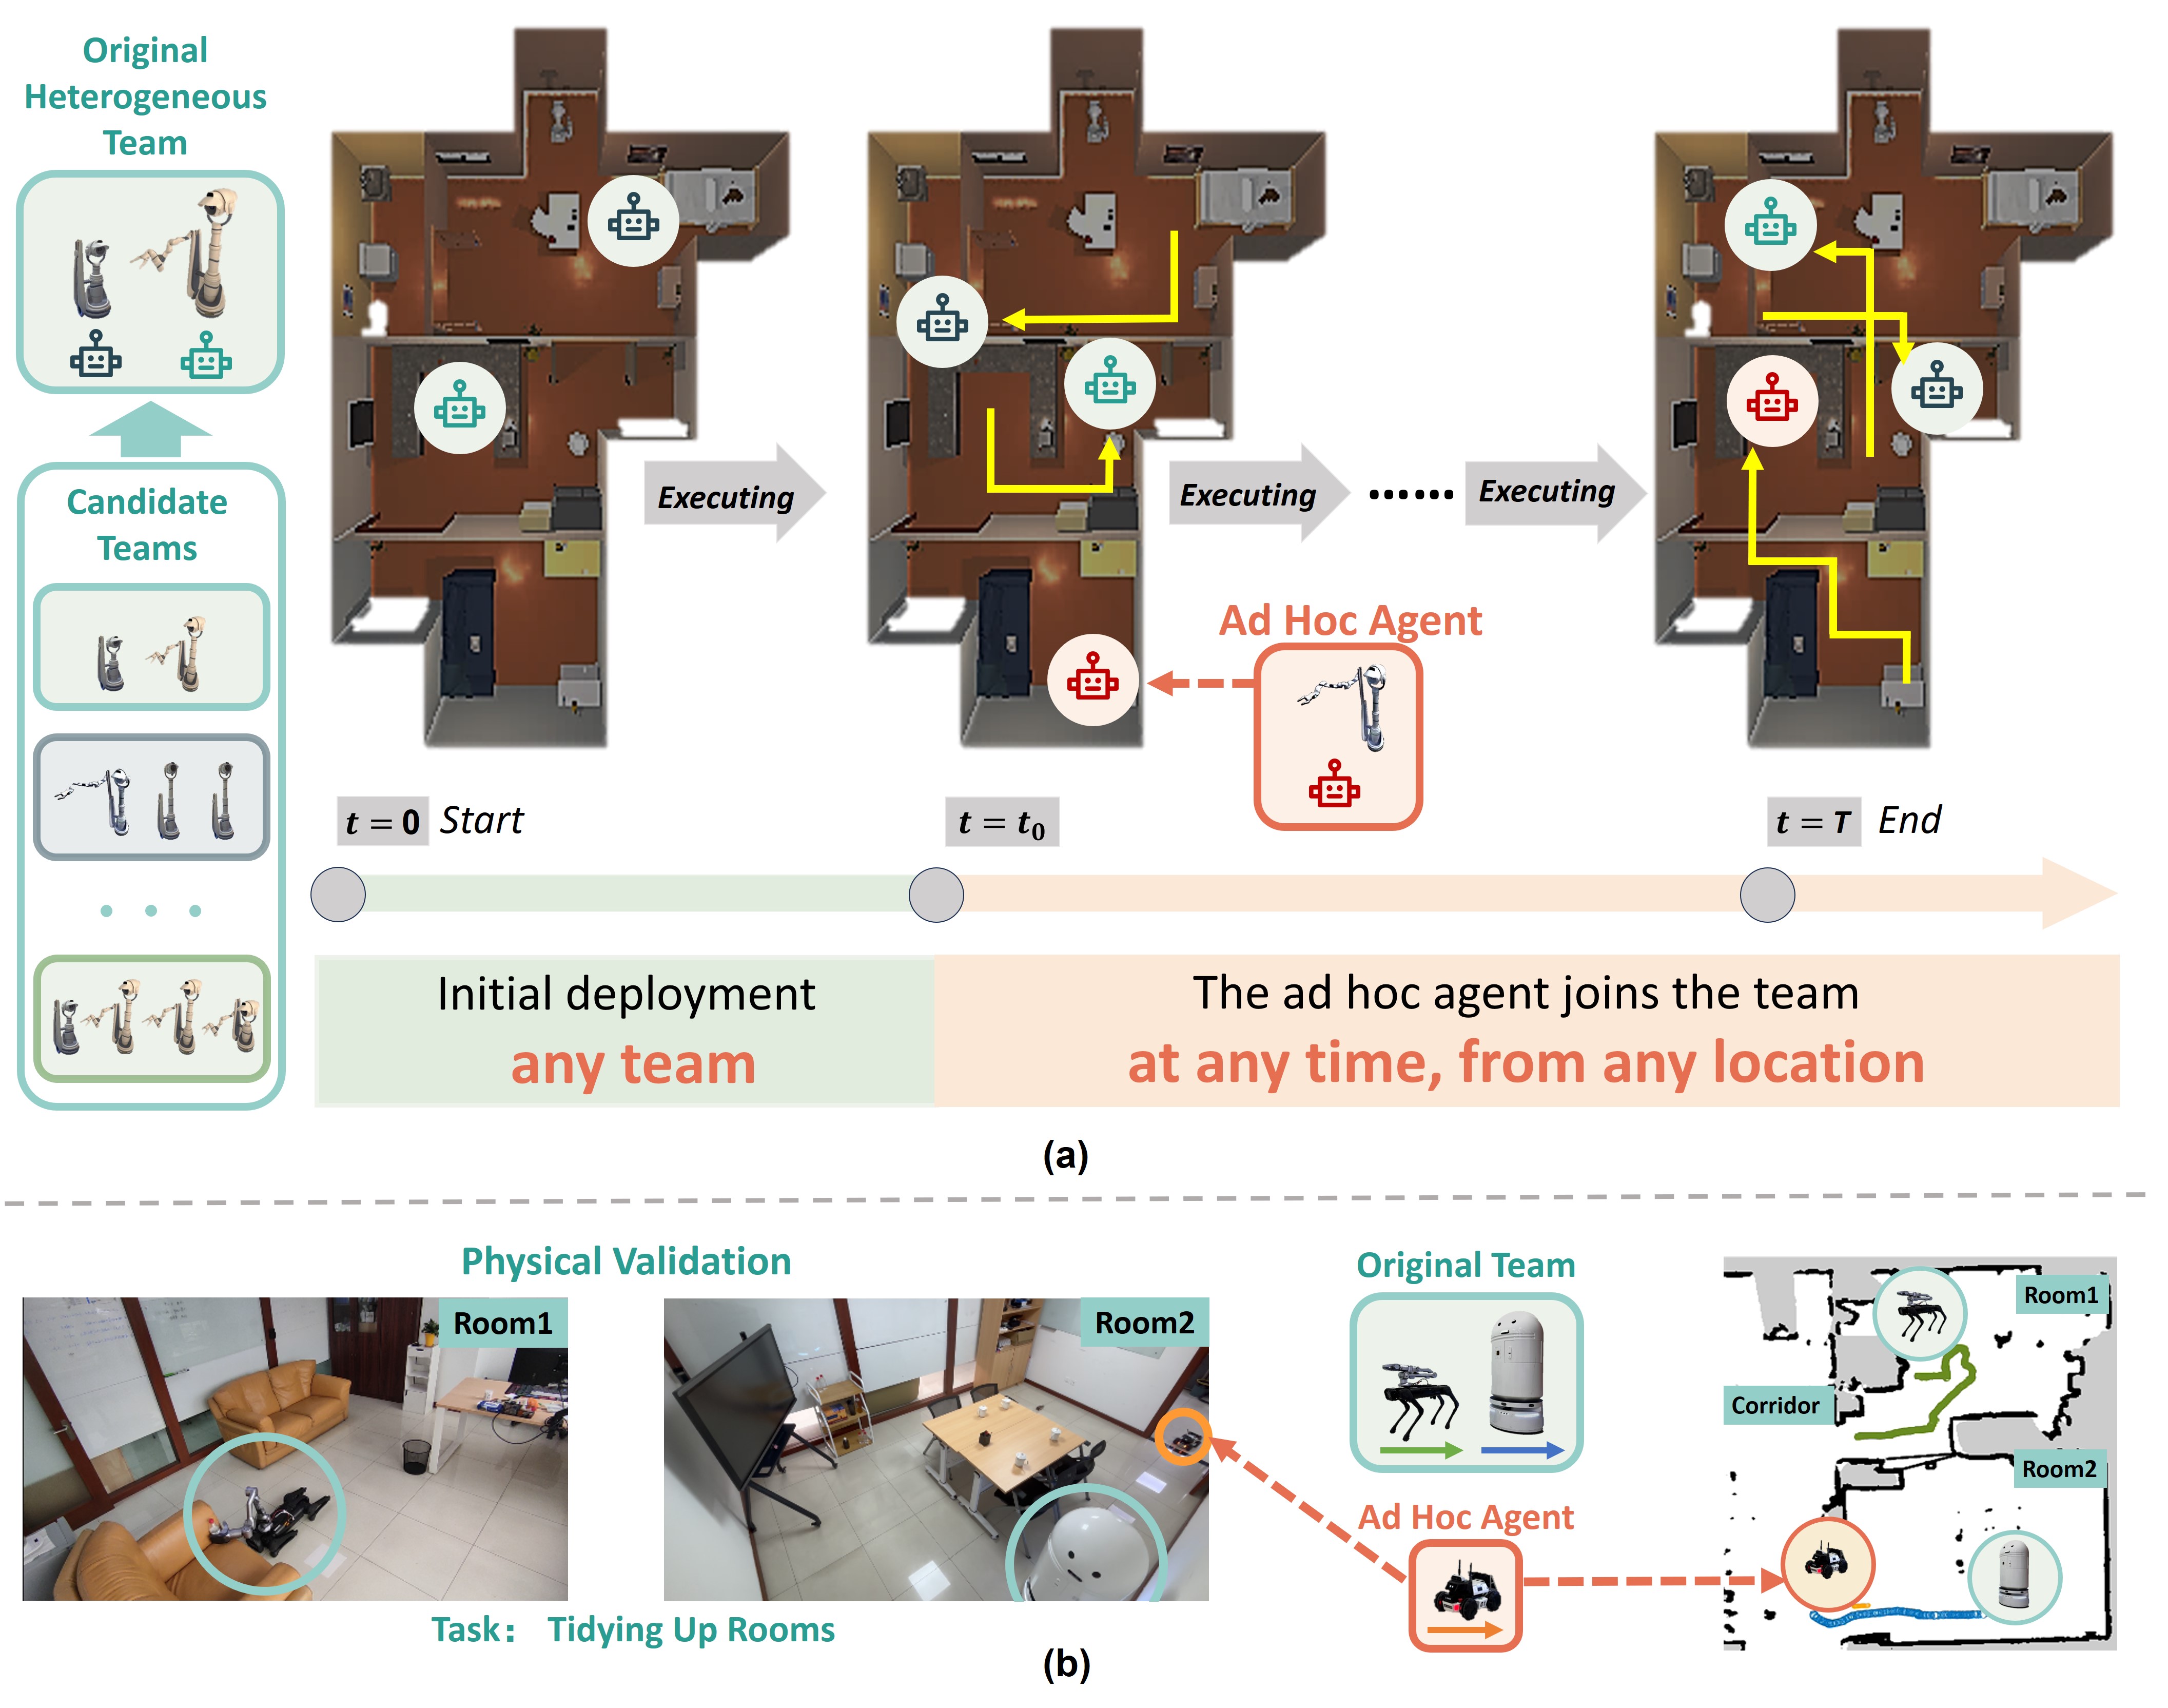 Original
Heterogeneous
Team
Candidate
Teams
Executing
Executing
......
Executing
Ad Hoc Agent
t = 0 Start
t = t₀
t = T End
Initial deployment
any team
The ad hoc agent joins the team
at any time, from any location
(a)
Physical Validation
Room1
Room2
Task: Tidying Up Rooms
Original Team
Ad Hoc Agent
Room1
Corridor
Room2
(b)